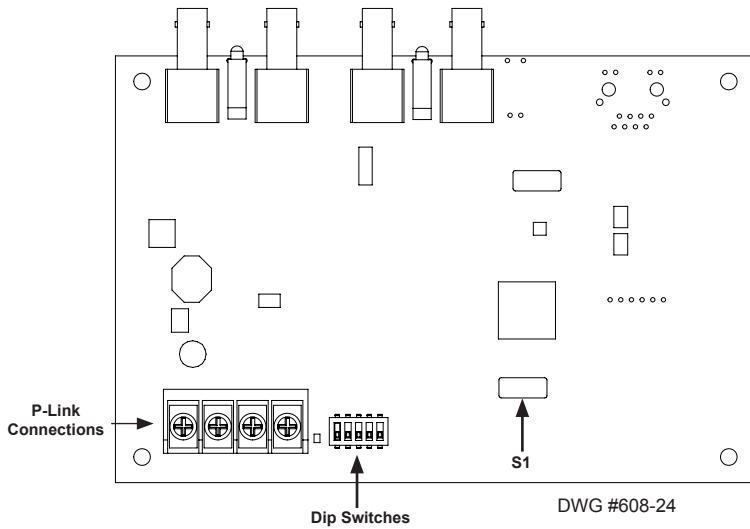 P-Link
Connections
S1
Dip Switches
DWG #608-24